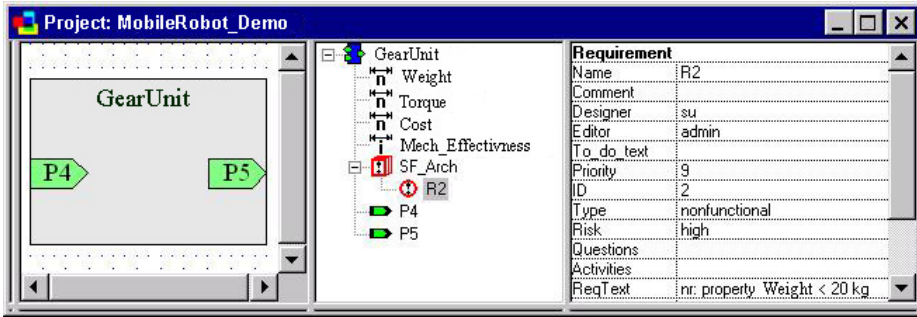 Project: MobileRobot_Demo
GearUnit
P4
P5
GearUnit
n Weight
n Torque
n Cost
i Mech_Effectivness
SF_Arch
R2
P4
P5
Requirement
Name R2
Comment
Designer su
Editor admin
To_do_text
Priority 9
ID 2
Type nonfunctional
Risk high
Questions
Activities
ReqText nr: property Weight < 20 kg